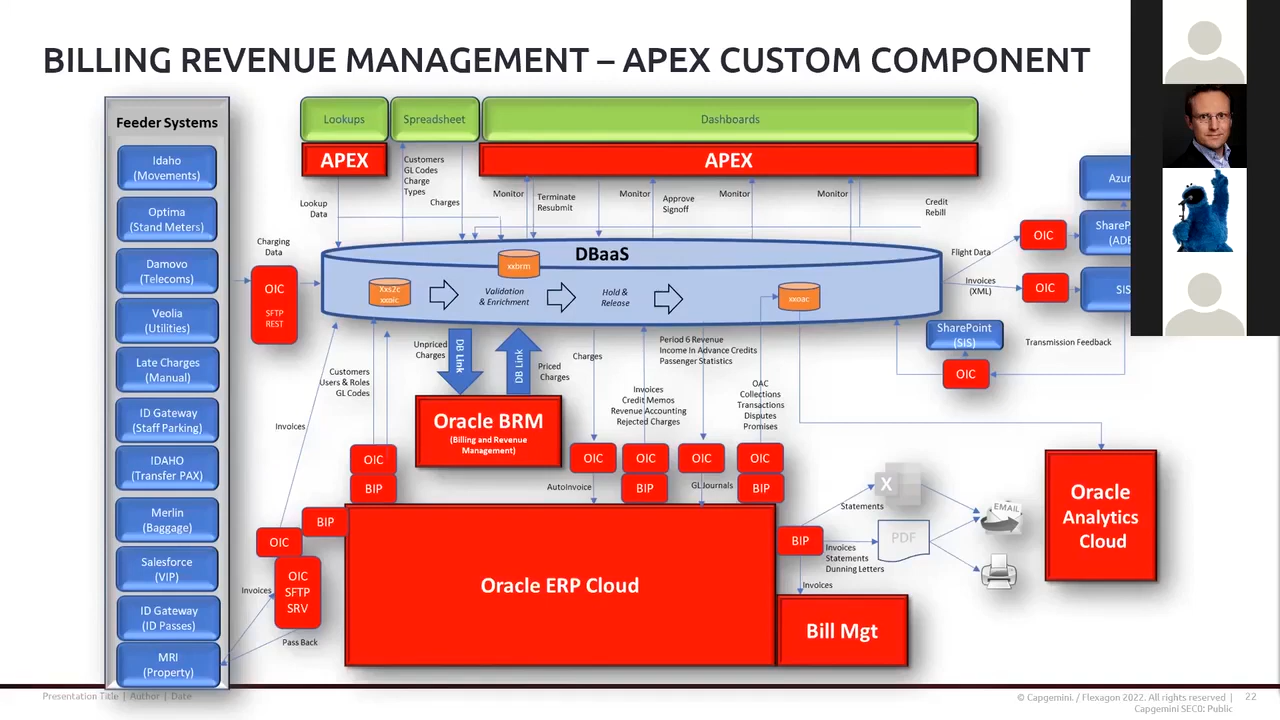 BILLING REVENUE MANAGEMENT – APEX CUSTOM COMPONENT
Feeder Systems
Idaho
(Movements)
Optima
(Stand Meters)
Damovo
(Telecoms)
Veolia
(Utilities)
Late Charges
(Manual)
ID Gateway
(Staff Parking)
IDAHO
(Transfer PAX)
Merlin
(Baggage)
Salesforce
(VIP)
ID Gateway
(ID Passes)
MRI
(Property)
Lookups
Spreadsheet
Dashboards
APEX
APEX
Customers
GL Codes
Charge
Types
Charges
Lookup
Data
Monitor
Terminate
Resubmit
Monitor
Approve
Signoff
Monitor
Monitor
Credit
Rebill
Charging
Data
OIC
SFTP
REST
DBaaS
xxbrm
Xxs2c
xxoic
Validation
& Enrichment
Hold &
Release
xxoac
Flight Data
OIC
Invoices
(XML)
OIC
Azur
ShareP
(ADE
SIS
SharePoint
(SIS)
OIC
Transmission Feedback
Unpriced
Charges
DB Link
DB Link
Priced
Charges
Charges
Period 6 Revenue
Income In Advance Credits
Passenger Statistics
Customers
Users & Roles
GL Codes
Invoices
Credit Memos
Revenue Accounting
Rejected Charges
OAC
Collections
Transactions
Disputes
Promises
Invoices
Oracle BRM
(Billing and Revenue
Management)
OIC
BIP
OIC
OIC
BIP
OIC
OIC
BIP
AutoInvoice
GLJournals
BIP
OIC
OIC
SFTP
SRV
Invoices
Pass Back
Oracle ERP Cloud
BIP
Statements
Invoices
Statements
Dunning Letters
Invoices
X
PDF
EMAIL
Bill Mgt
Oracle
Analytics
Cloud
Presentation Title | Author | Date
© Capgemini. / Flexagon 2022. All rights reserved |
Capgemini SEC0: Public
22